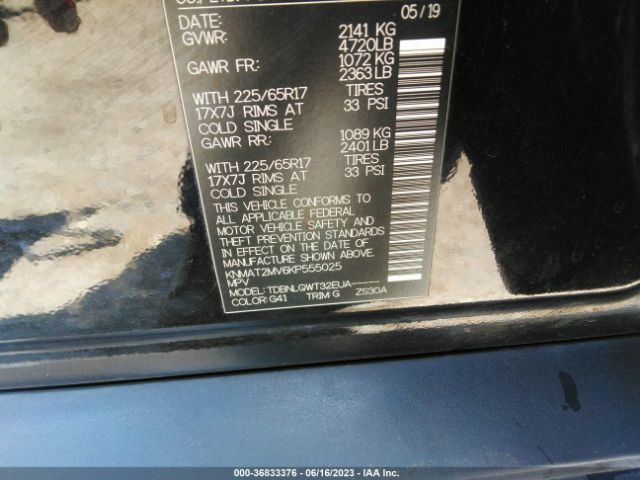 DATE: 05/19
GVWR: 2141 KG
4720LB
GAWR FR: 1072 KG
2363LB
WITH 225/65R17 TIRES
17X7J RIMS AT 33 PSI
COLD SINGLE
GAWR RR: 1089 KG
2401LB
WITH 225/65R17 TIRES
17X7J RIMS AT 33 PSI
COLD SINGLE
THIS VEHICLE CONFORMS TO
ALL APPLICABLE FEDERAL
MOTOR VEHICLE SAFETY AND
THEFT PREVENTION STANDARDS
IN EFFECT ON THE DATE OF
MANUFACTURE SHOWN ABOVE.
KNMAT2MV6KP555025
MPV
MODEL: TDBNLQWT32EUA
COLOR: G41 TRIM: G ZS30A
000-36833376 - 06/16/2023 - IAA Inc.